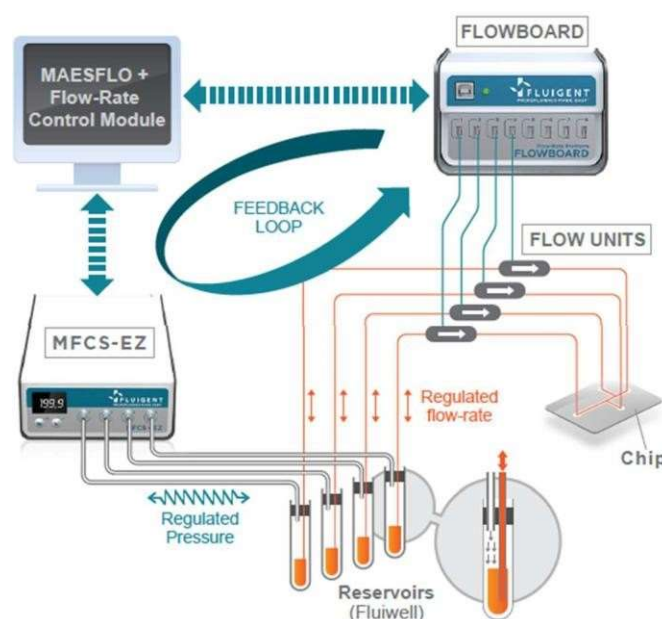 FLOWBOARD
MAESFLO +
Flow-Rate
Control Module
FLUIGENT
FLOWBOARD
FEEDBACK
LOOP
FLOW UNITS
MFCS-EZ
199,9
FLUIGENT
MFCS-EZ
Regulated
flow-rate
Chip
Regulated
Pressure
Reservoirs
(Fluiwell)